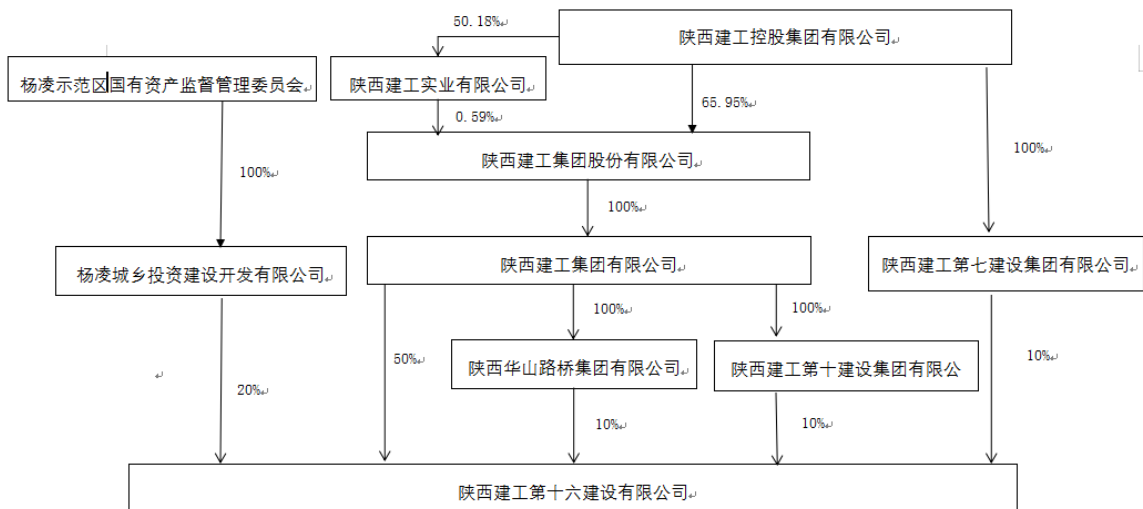 50.18%
陕西建工控股集团有限公司
杨凌示范区国有资产监督管理委员会
陕西建工实业有限公司
0.59%
65.95%
陕西建工集团股份有限公司
100%
100%
100%
杨凌城乡投资建设开发有限公司
陕西建工集团有限公司
陕西建工第七建设集团有限公司
100%
100%
50%
陕西华山路桥集团有限公司
陕西建工第十建设集团有限公
10%
20%
10%
10%
陕西建工第十六建设有限公司